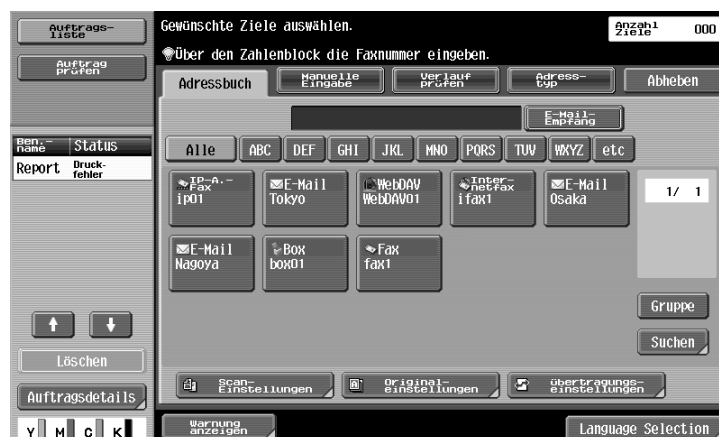 Auftrags-
liste
Auftrag
prüfen
Ben.-
name
Status
Report
Druck-
fehler
Löschen
Auftragsdetails
Y M C K
Gewünschte Ziele auswählen.
Anzahl
Ziele
000
Über den Zahlenblock die Faxnummer eingeben.
Adressbuch
Manuelle
Eingabe
Verlauf
prüfen
Adress-
typ
Abheben
E-Mail-
Empfang
Alle ABC DEF GHI JKL MNO PQRS TUV WXYZ etc
IP-A.-
Fax
ip01
E-Mail
Tokyo
WebDAV
WebDAV01
Inter-
netfax
ifax1
E-Mail
Osaka
1/ 1
E-Mail
Nagoya
Box
box01
Fax
fax1
Gruppe
Suchen
Scan-
Einstellungen
Original-
einstellungen
übertragungs-
einstellungen
Warnung
anzeigen
Language Selection